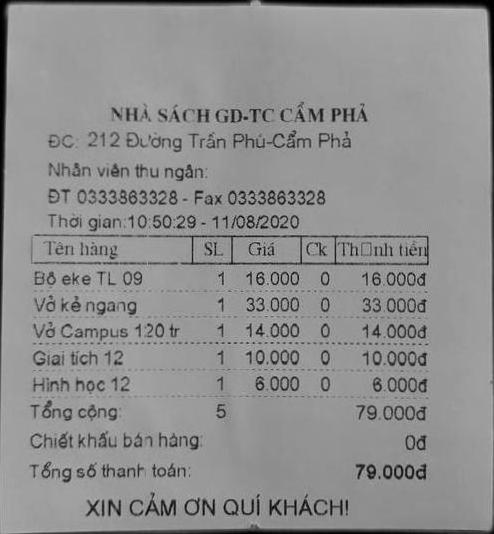 NHÀ SÁCH GD-TC CẨM PHẢ
ĐC: 212 Đường Trần Phú-Cẩm Phả
Nhân viên thu ngân:
ĐT 0333863328 - Fax 0333863328
Thời gian:10:50:29 - 11/08/2020
Tên hàng SL Giá Ck Th□nh tiền
Bộ eke TL 09 1 16.000 0 16.000đ
Vở kẻ ngang 1 33.000 0 33.000đ
Vở Campus 120 tr 1 14.000 0 14.000đ
Giai tích 12 1 10.000 0 10.000đ
Hình học 12 1 6.000 0 6.000đ
Tổng cộng: 5 79.000đ
Chiết khấu bán hàng: 0đ
Tổng số thanh toán: 79.000đ
XIN CẢM ƠN QUÍ KHÁCH!